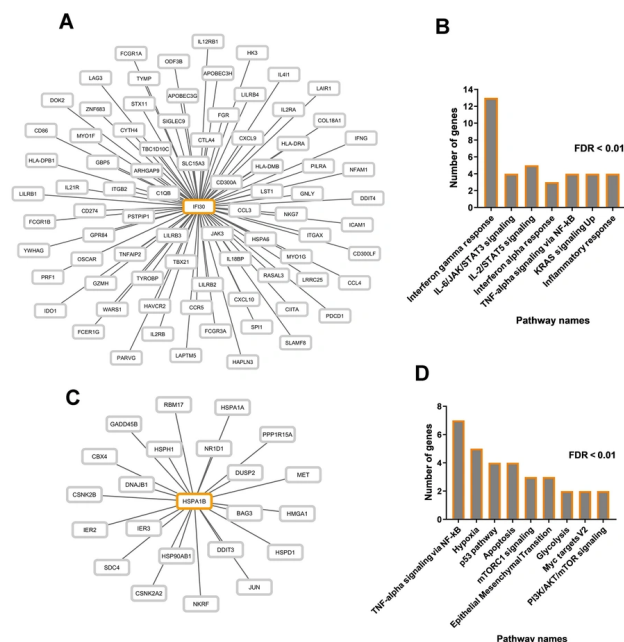 A
IL12RB1
FCGR1A
ODF3B
HK3
LAG3
TYMP
APOBEC3H
IL4I1
DOK2
STX11
APOBEC3G
LILRB4
LAIR1
ZNF683
SIGLEC9
FGR
IL2RA
COL18A1
CD86
MYO1F
CYTH4
CTLA4
CXCL9
IFNG
TBC1D10C
HLA-DRA
HLA-DPB1
GBP5
SLC15A3
HLA-DMB
PILRA
NFAM1
ARHGAP9
CD300A
LILRB1
IL21R
ITGB2
C1QB
LST1
GNLY
DDIT4
IFI30
FCGR1B
CD274
PSTPIP1
CCL3
NKG7
ICAM1
YWHAG
GPR84
LILRB3
JAK3
HSPA6
ITGAX
CD300LF
PRF1
OSCAR
TNFAIP2
TBX21
IL18BP
MYO1G
CCL4
IDO1
GZMH
TYROBP
LILRB2
RASAL3
LRRC25
WARS1
HAVCR2
CCR5
CXCL10
CIITA
PDCD1
FCER1G
IL2RB
FCGR3A
SPI1
SLAMF8
PARVG
LAPTM5
HAPLN3
B
Number of genes
14
12
10
8
6
4
2
0
FDR < 0.01
Interferon gamma response
IL-6/JAK/STAT3 signaling
IL-2/STAT5 signaling
Interferon alpha response
TNF-alpha signaling via NF-kB
KRAS signaling Up
Inflammatory response
Pathway names
C
RBM17
HSPA1A
GADD45B
PPP1R15A
CBX4
HSPH1
NR1D1
DUSP2
MET
CSNK2B
DNAJB1
HSPA1B
IER2
IER3
BAG3
HMGA1
SDC4
HSP90AB1
DDIT3
HSPD1
CSNK2A2
JUN
NKRF
D
Number of genes
8
6
4
2
0
FDR < 0.01
TNF-alpha signaling via NF-kB
Hypoxia
p53 pathway
Apoptosis
mTORC1 signaling
Epithelial Mesenchymal Transition
Glycolysis
Myc targets V2
PI3K/AKT/mTOR signaling
Pathway names